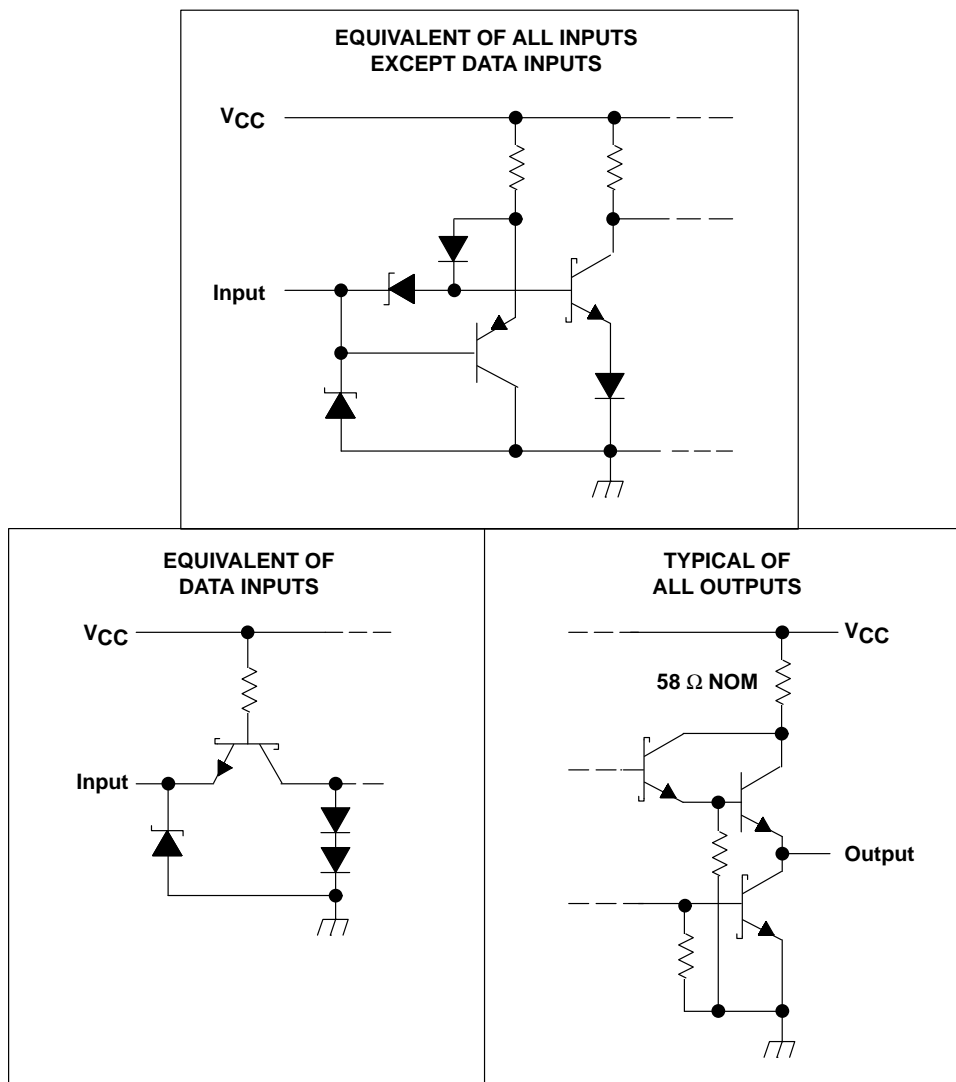 EQUIVALENT OF ALL INPUTS
EXCEPT DATA INPUTS
VCC
Input
EQUIVALENT OF
DATA INPUTS
VCC
Input
TYPICAL OF
ALL OUTPUTS
VCC
58 Ω NOM
Output